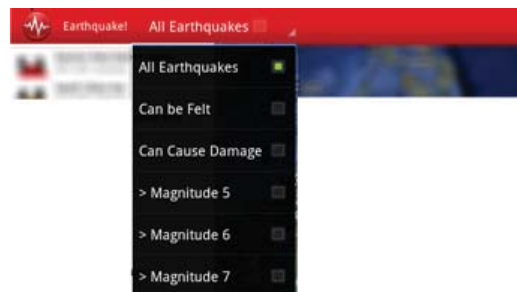 Earthquake! All Earthquakes
All Earthquakes
Can be Felt
Can Cause Damage
> Magnitude 5
> Magnitude 6
> Magnitude 7